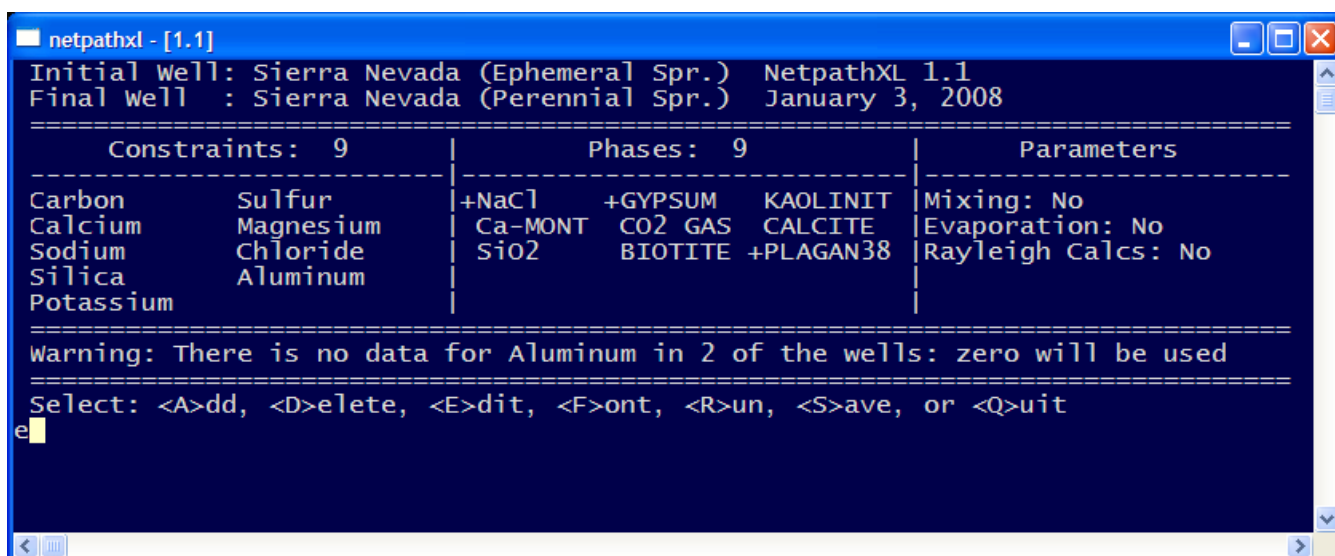 netpathxl - [1.1]
Initial Well: Sierra Nevada (Ephemeral Spr.) NetpathXL 1.1
Final Well : Sierra Nevada (Perennial Spr.) January 3, 2008
================================================================================
Constraints: 9 | Phases: 9 | Parameters
--------------------------|----------------------------|-----------------------
Carbon Sulfur |+NaCl +GYPSUM KAOLINIT |Mixing: No
Calcium Magnesium | Ca-MONT CO2 GAS CALCITE |Evaporation: No
Sodium Chloride | SiO2 BIOTITE +PLAGAN38 |Rayleigh Calcs: No
Silica Aluminum | |
Potassium | |
================================================================================
Warning: There is no data for Aluminum in 2 of the wells: zero will be used
================================================================================
Select: <A>dd, <D>elete, <E>dit, <F>ont, <R>un, <S>ave, or <Q>uit
e